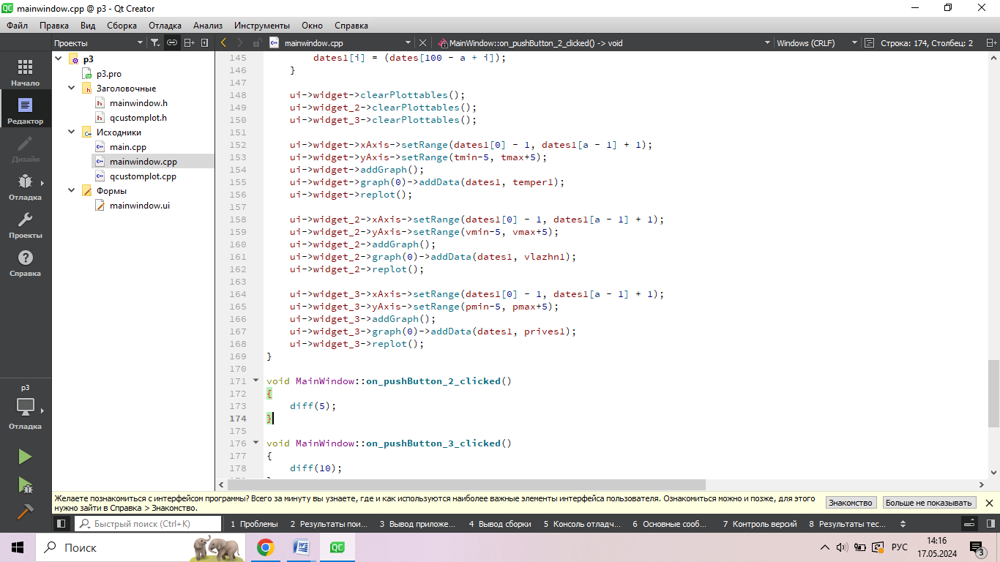 mainwindow.cpp @ p3 - Qt Creator
Файл Правка Вид Сборка Отладка Анализ Инструменты Окно Справка
Проекты mainwindow.cpp MainWindow::on_pushButton_2_clicked() -> void Windows (CRLF) Строка: 174, Столбец: 2
Начало
Редактор
Дизайн
Отладка
Проекты
Справка
p3
Отладка
p3
p3.pro
Заголовочные
mainwindow.h
qcustomplot.h
Исходники
main.cpp
mainwindow.cpp
qcustomplot.cpp
Формы
mainwindow.ui
145 dates1[i] = (dates[100 - a + i]);
146 }
147
148 ui->widget->clearPlottables();
149 ui->widget_2->clearPlottables();
150 ui->widget_3->clearPlottables();
151
152 ui->widget->xAxis->setRange(dates1[0] - 1, dates1[a - 1] + 1);
153 ui->widget->yAxis->setRange(tmin-5, tmax+5);
154 ui->widget->addGraph();
155 ui->widget->graph(0)->addData(dates1, temper1);
156 ui->widget->replot();
157
158 ui->widget_2->xAxis->setRange(dates1[0] - 1, dates1[a - 1] + 1);
159 ui->widget_2->yAxis->setRange(vmin-5, vmax+5);
160 ui->widget_2->addGraph();
161 ui->widget_2->graph(0)->addData(dates1, vlazhn1);
162 ui->widget_2->replot();
163
164 ui->widget_3->xAxis->setRange(dates1[0] - 1, dates1[a - 1] + 1);
165 ui->widget_3->yAxis->setRange(pmin-5, pmax+5);
166 ui->widget_3->addGraph();
167 ui->widget_3->graph(0)->addData(dates1, prives1);
168 ui->widget_3->replot();
169 }
170
171 void MainWindow::on_pushButton_2_clicked()
172 {
173 diff(5);
174 }
175
176 void MainWindow::on_pushButton_3_clicked()
177 {
178 diff(10);
Желаете познакомиться с интерфейсом программы? Всего за минуту вы узнаете, где и как используются наиболее важные элементы интерфейса пользователя. Ознакомиться можно и позже, для этого
нужно зайти в Справка > Знакомство.
Знакомство Больше не показывать
Быстрый поиск (Ctrl+K) 1 Проблемы 2 Результаты пои... 3 Вывод приложе... 4 Вывод сборки 5 Консоль отладч... 6 Основные сооб... 7 Контроль версий 8 Результаты тес...
Поиск РУС 14:16
17.05.2024
3